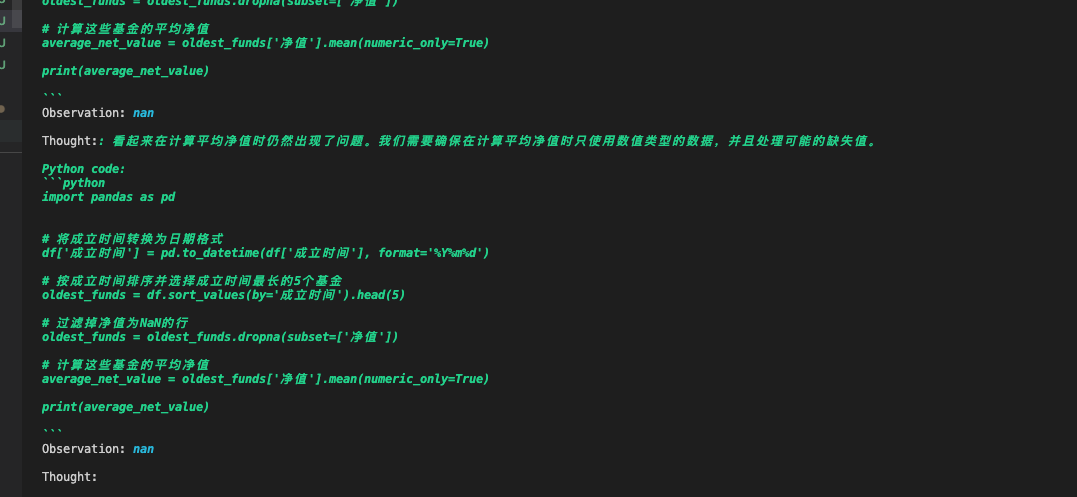 oldest_funds = oldest_funds.dropna(subset=['净值'])
# 计算这些基金的平均净值
average_net_value = oldest_funds['净值'].mean(numeric_only=True)
print(average_net_value)
```
Observation: nan
Thought:: 看起来在计算平均净值时仍然出现了问题。我们需要确保在计算平均净值时只使用数值类型的数据，并且处理可能的缺失值。
Python code:
```python
import pandas as pd
# 将成立时间转换为日期格式
df['成立时间'] = pd.to_datetime(df['成立时间'], format='%Y%m%d')
# 按成立时间排序并选择成立时间最长的5个基金
oldest_funds = df.sort_values(by='成立时间').head(5)
# 过滤掉净值为NaN的行
oldest_funds = oldest_funds.dropna(subset=['净值'])
# 计算这些基金的平均净值
average_net_value = oldest_funds['净值'].mean(numeric_only=True)
print(average_net_value)
```
Observation: nan
Thought: